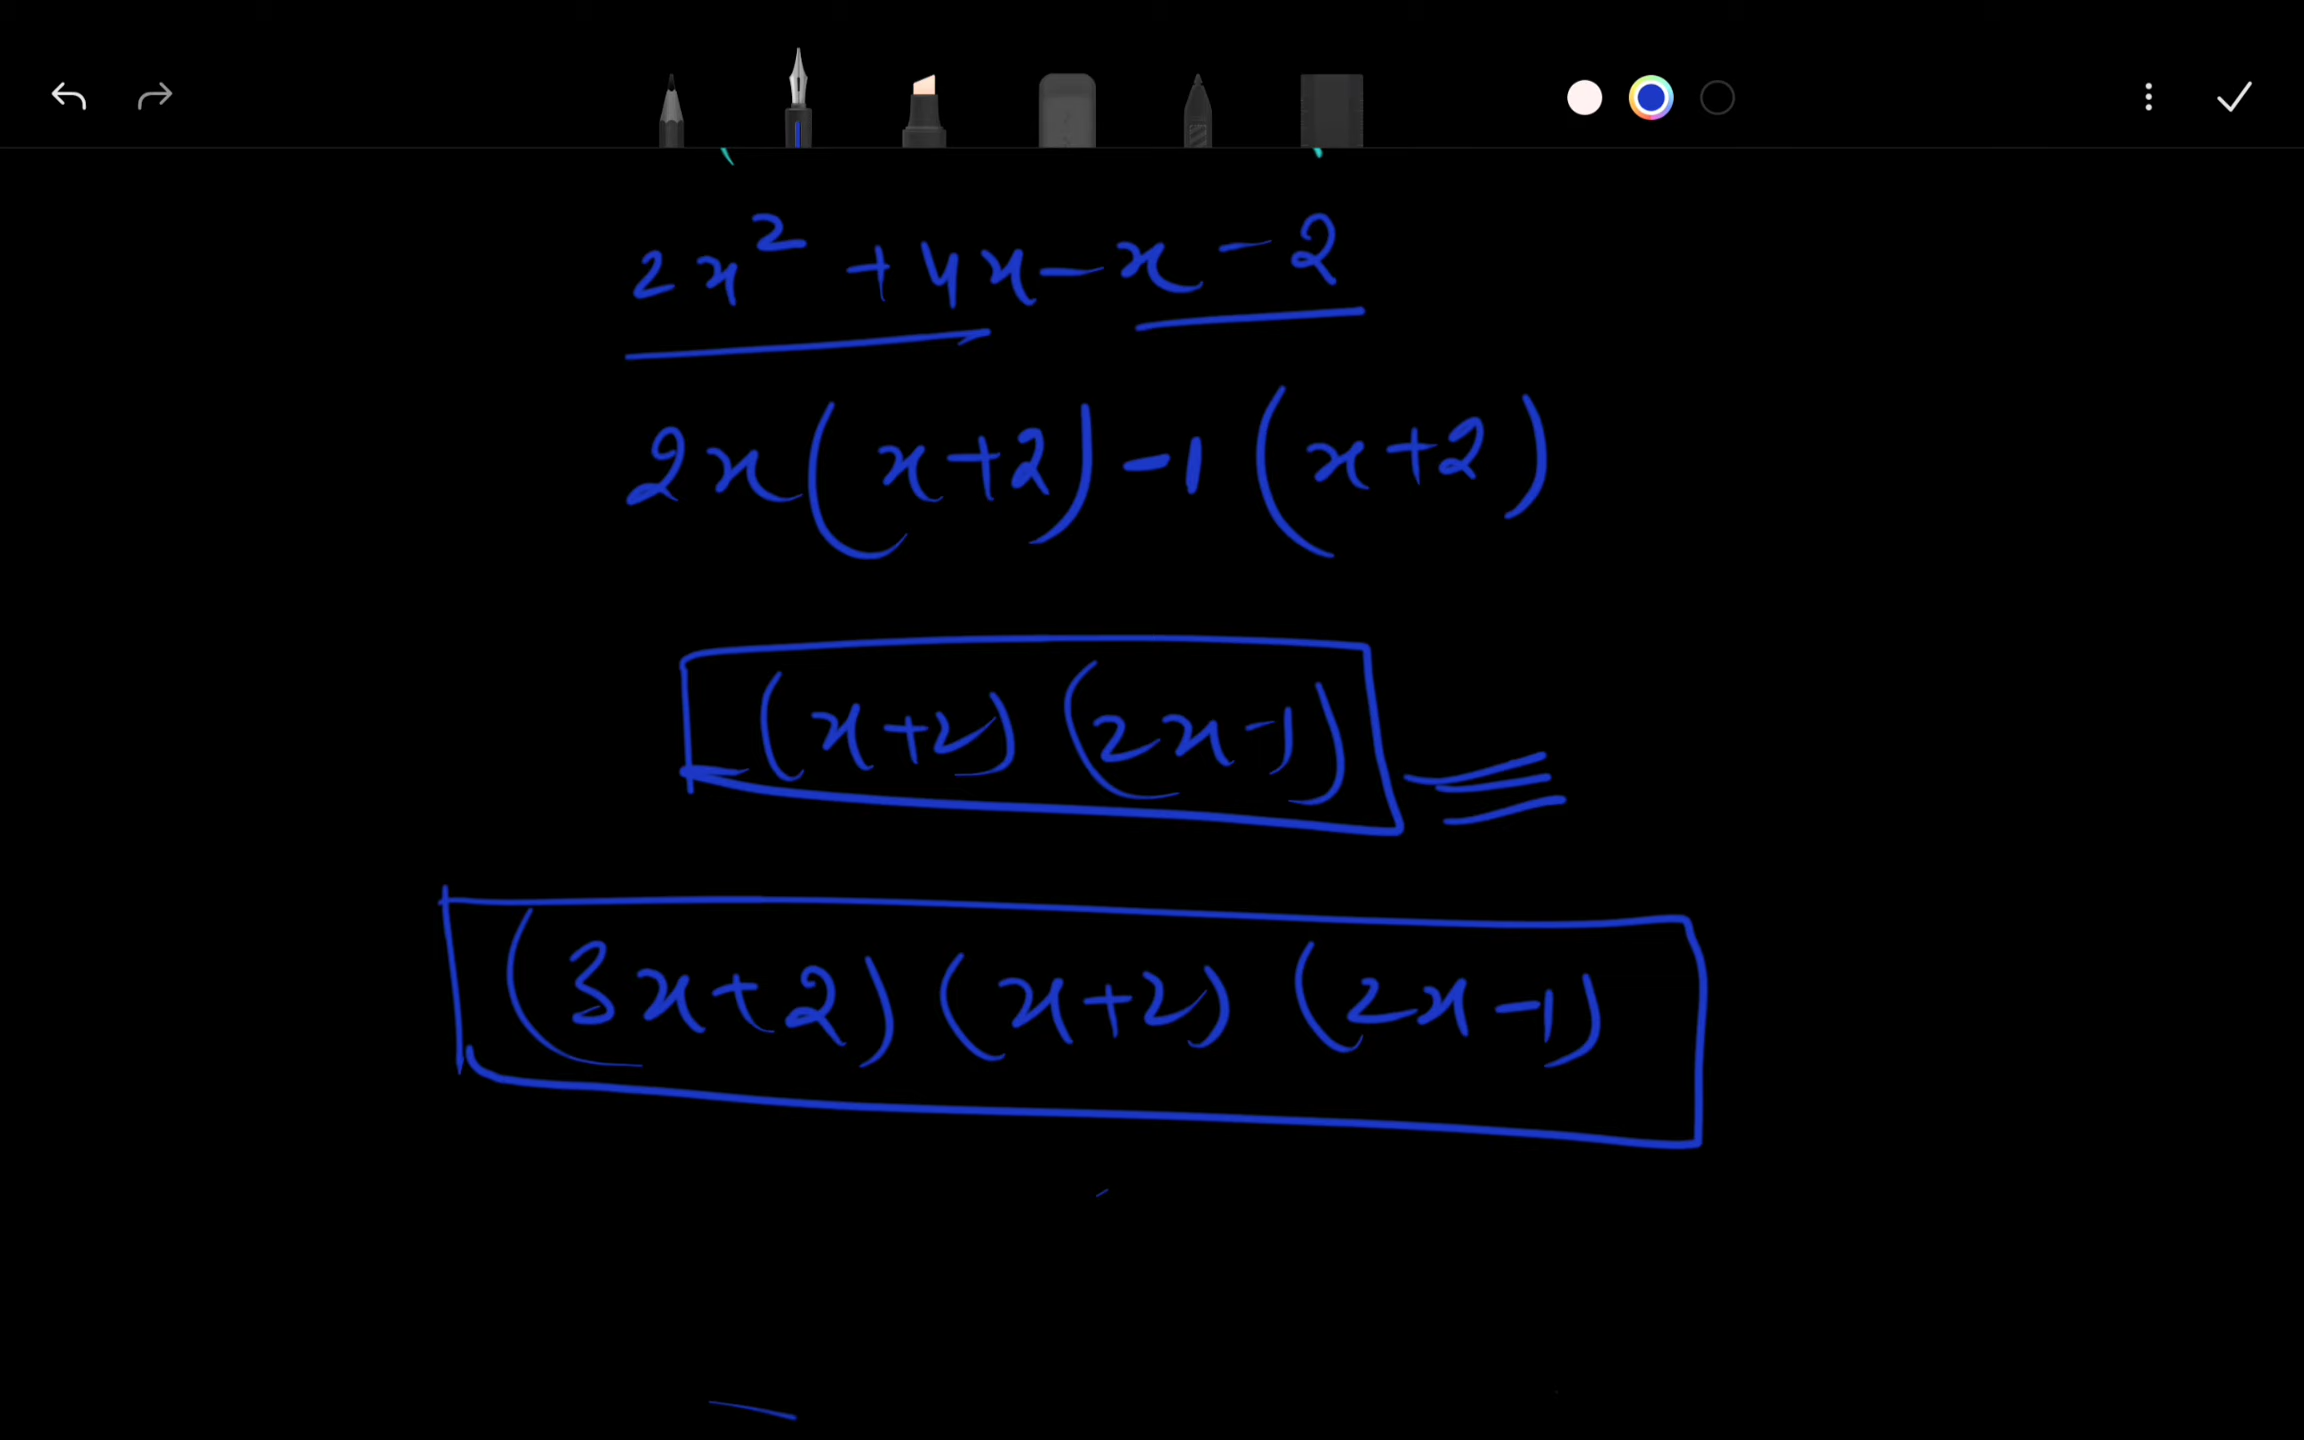 2x² + 4x - x - 2
2x(x+2) - 1 (x+2)
(x+2) (2x-1)
(3x+2) (x+2) (2x-1)